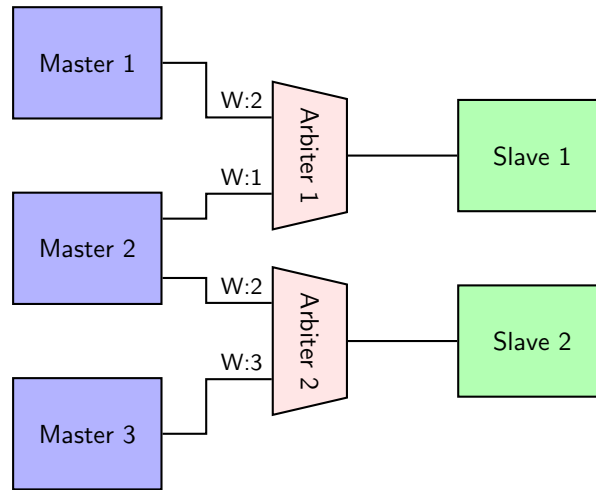 Master 1
W:2
Arbiter 1
Slave 1
W:1
Master 2
W:2
Arbiter 2
Slave 2
W:3
Master 3